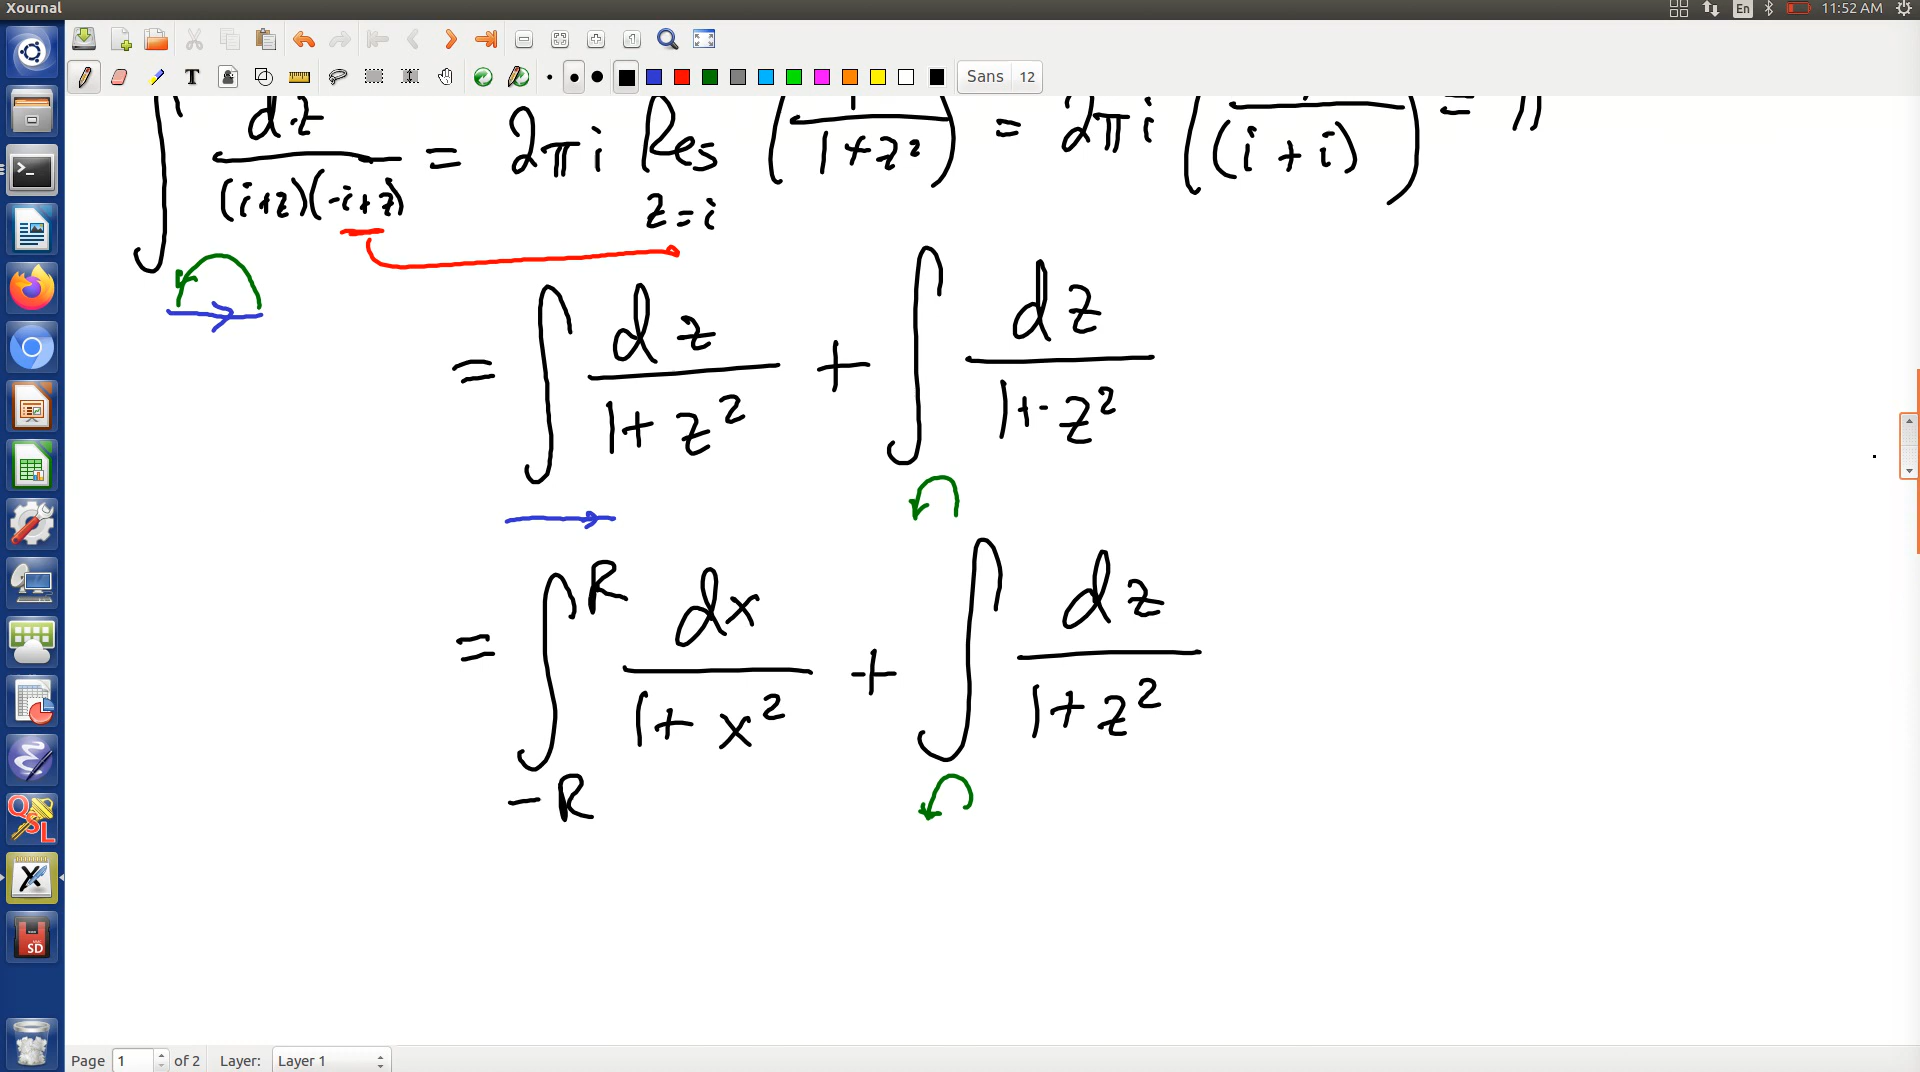 Xournal
En 11:52 AM
Sans 12
∫ dz / (i+z)(-i+z) = 2πi Res ( 1 / 1+z² ) = 2πi ( 1 / (i+i) ) = π
z=i
= ∫ dz / 1+z² + ∫ dz / 1+z²
= ∫ R -R dx / 1+x² + ∫ dz / 1+z²
Page 1 of 2 Layer: Layer 1